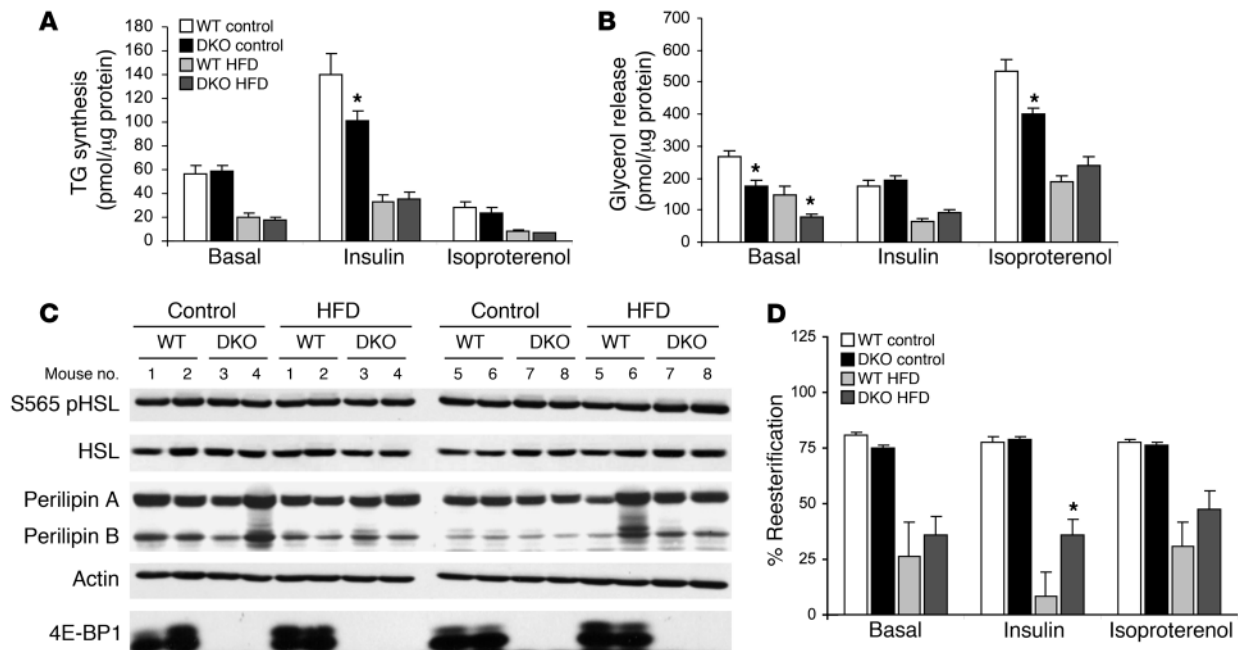 A
TG synthesis
(pmol/µg protein)
180
160
140
120
100
80
60
40
20
0
WT control
DKO control
WT HFD
DKO HFD
*
Basal Insulin Isoproterenol
B
Glycerol release
(pmol/µg protein)
700
600
500
400
300
200
100
0
* * *
Basal Insulin Isoproterenol
C
Control HFD Control HFD
WT DKO WT DKO WT DKO WT DKO
Mouse no. 1 2 3 4 1 2 3 4 5 6 7 8 5 6 7 8
S565 pHSL
HSL
Perilipin A
Perilipin B
Actin
4E-BP1
D
% Reesterification
125
100
75
50
25
0
WT control
DKO control
WT HFD
DKO HFD
*
Basal Insulin Isoproterenol